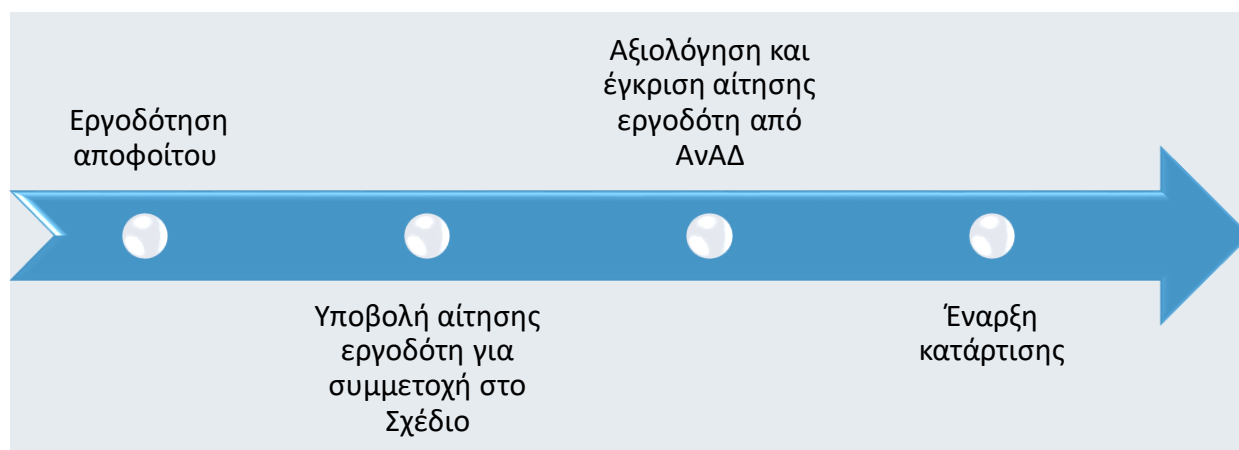 Εργοδότηση
αποφοίτου
Υποβολή αίτησης
εργοδότη για
συμμετοχή στο
Σχέδιο
Αξιολόγηση και
έγκριση αίτησης
εργοδότη από
ΑνΑΔ
Έναρξη
κατάρτισης